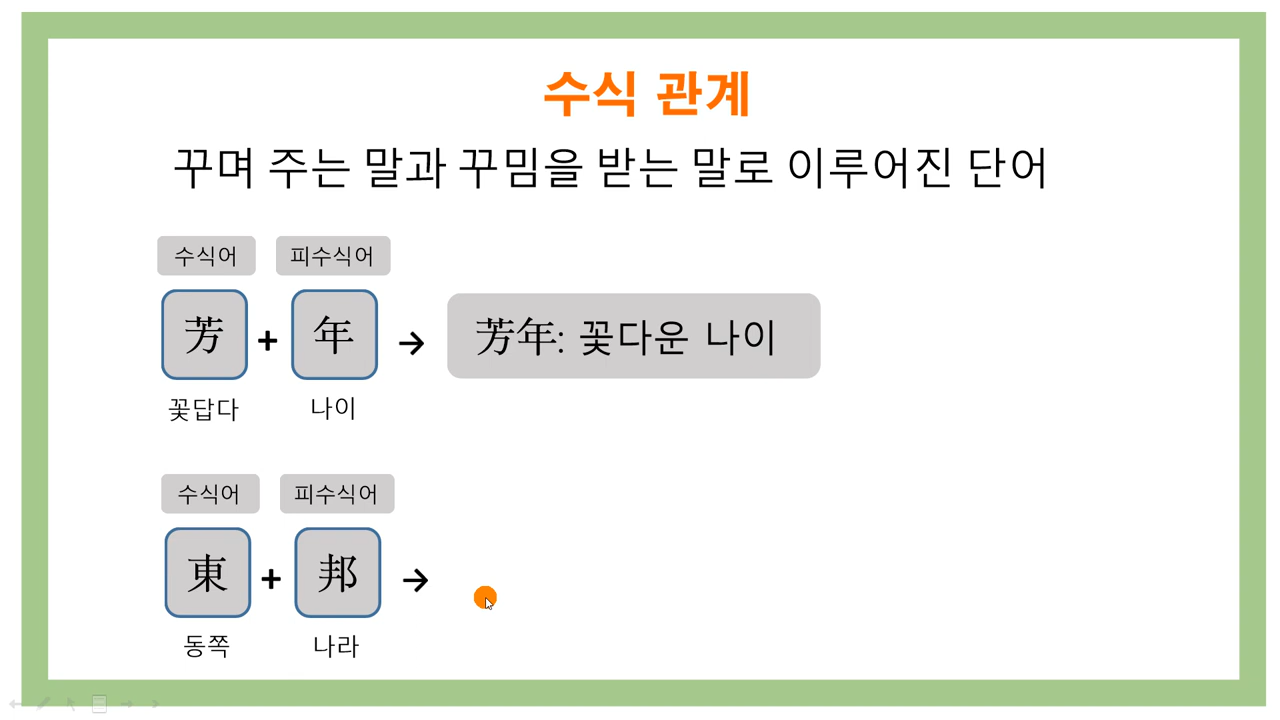 수식 관계
꾸며 주는 말과 꾸밈을 받는 말로 이루어진 단어
수식어 피수식어
芳 + 年 → 芳年: 꽃다운 나이
꽃답다 나이
수식어 피수식어
東 + 邦 →
동쪽 나라